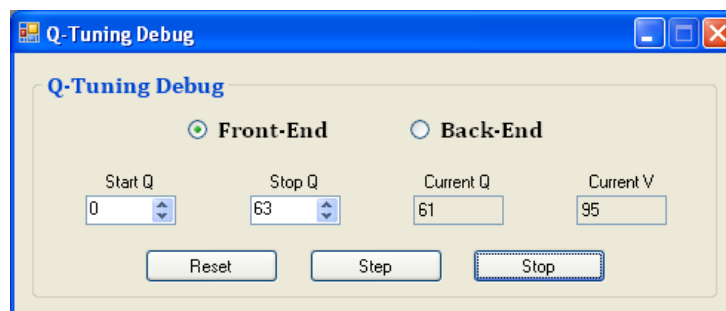 Q-Tuning Debug
Q-Tuning Debug
Front-End Back-End
Start Q Stop Q Current Q Current V
0 63 61 95
Reset Step Stop